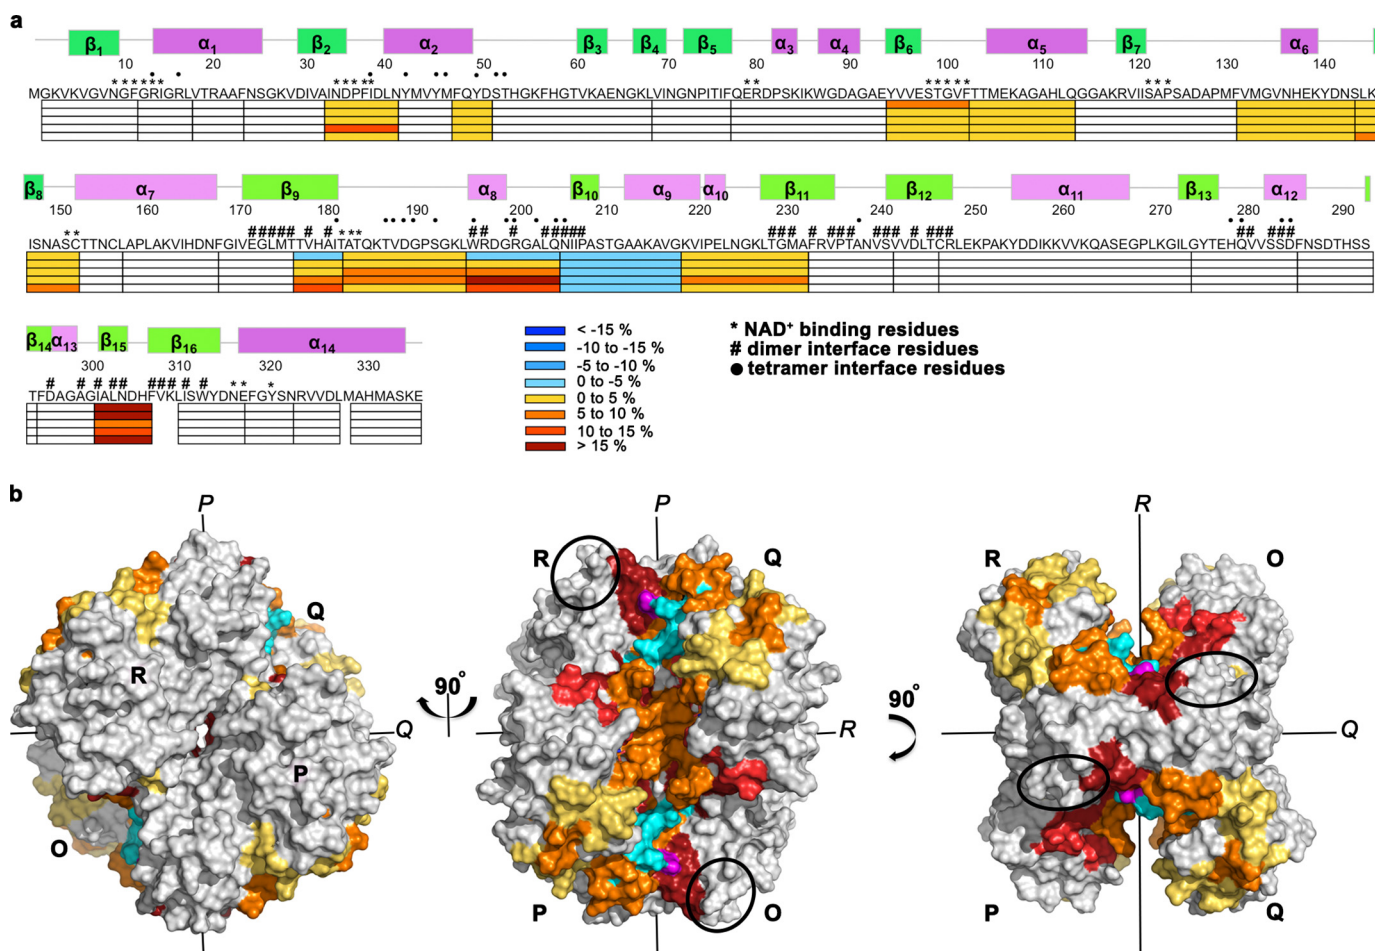 a
β1 α1 β2 α2 β3 β4 β5 α3 α4 β6 α5 β7 α6
10 20 30 40 50 60 70 80 90 100 110 120 130 140
****** ***** ** ***** ***
MGKVKVGVNGFGRIGRLVTRAAFNSGKVDIVAINDPFIDLNYMVYMFQYDSTHGKFHGTVKAENGKLVINGNPITIFQERDPSKIKWGDAGAEYVVESTGVFTTMEKAGAHLQGGAKRVIISAPSADAPMFVMGVNHEKYDNSLK
β8 α7 β9 α8 β10 α9 α10 β11 β12 α11 β13 α12
150 160 170 180 190 200 210 220 230 240 250 260 270 280 290
ISNASCTTNCLAPLAKVIHDNFGIVEGLMTTVHAITATQKTVDGPSGKLWRDGRGALQNIIPASTGAAKAVGKVIPELNGKLTGMAFRVPTANVSVVDLTCRLEKPAKYDDIKKVVKQASEGPLKGILGYTEHQVVSSDFNSDTHSS
β14 α13 β15 β16 α14
300 310 320 330
TFDAGAGIALNDHFVKLISWYDNEFGYSNRVVDLMAHMASKE
< -15 %
-10 to -15 %
-5 to -10 %
0 to -5 %
0 to 5 %
5 to 10 %
10 to 15 %
> 15 %
* NAD+ binding residues
# dimer interface residues
● tetramer interface residues
b
P
R
Q
P
O
Q
90°
P
R
Q
P
O
R
90°
R
R
O
P
Q
Q